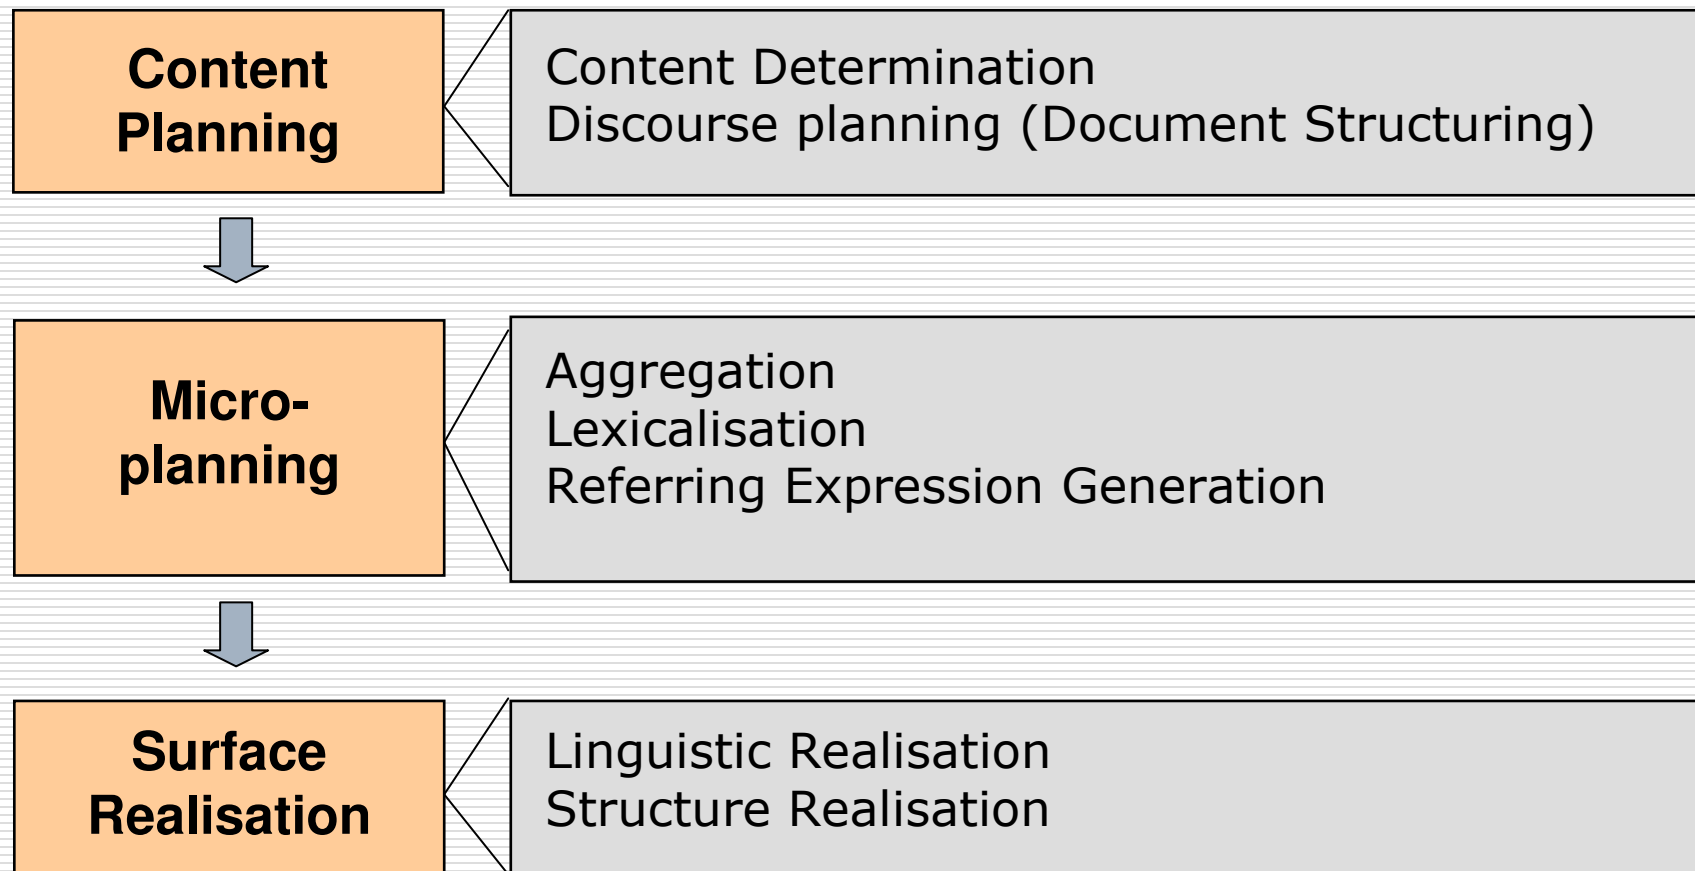 Content
Planning
Content Determination
Discourse planning (Document Structuring)
Micro-
planning
Aggregation
Lexicalisation
Referring Expression Generation
Surface
Realisation
Linguistic Realisation
Structure Realisation